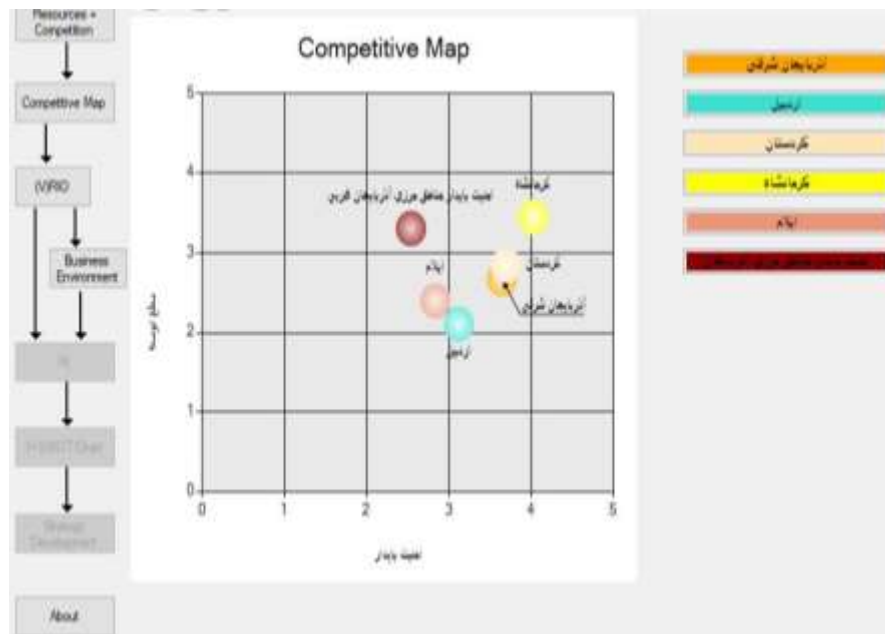 Resources +
Competition
Competitive Map
(V)RIO
Business
Environment
About
Competitive Map
5
4
3
2
1
0
0
1
2
3
4
5
سطح توسعه
امنیت پایدار
امنیت پایدار مناطق مرزی آذربایجان غربی
کرمانشاه
کردستان
ایلام
آذربایجان شرقی
اردبیل
آذربایجان شرقی
اردبیل
کردستان
کرمانشاه
ایلام